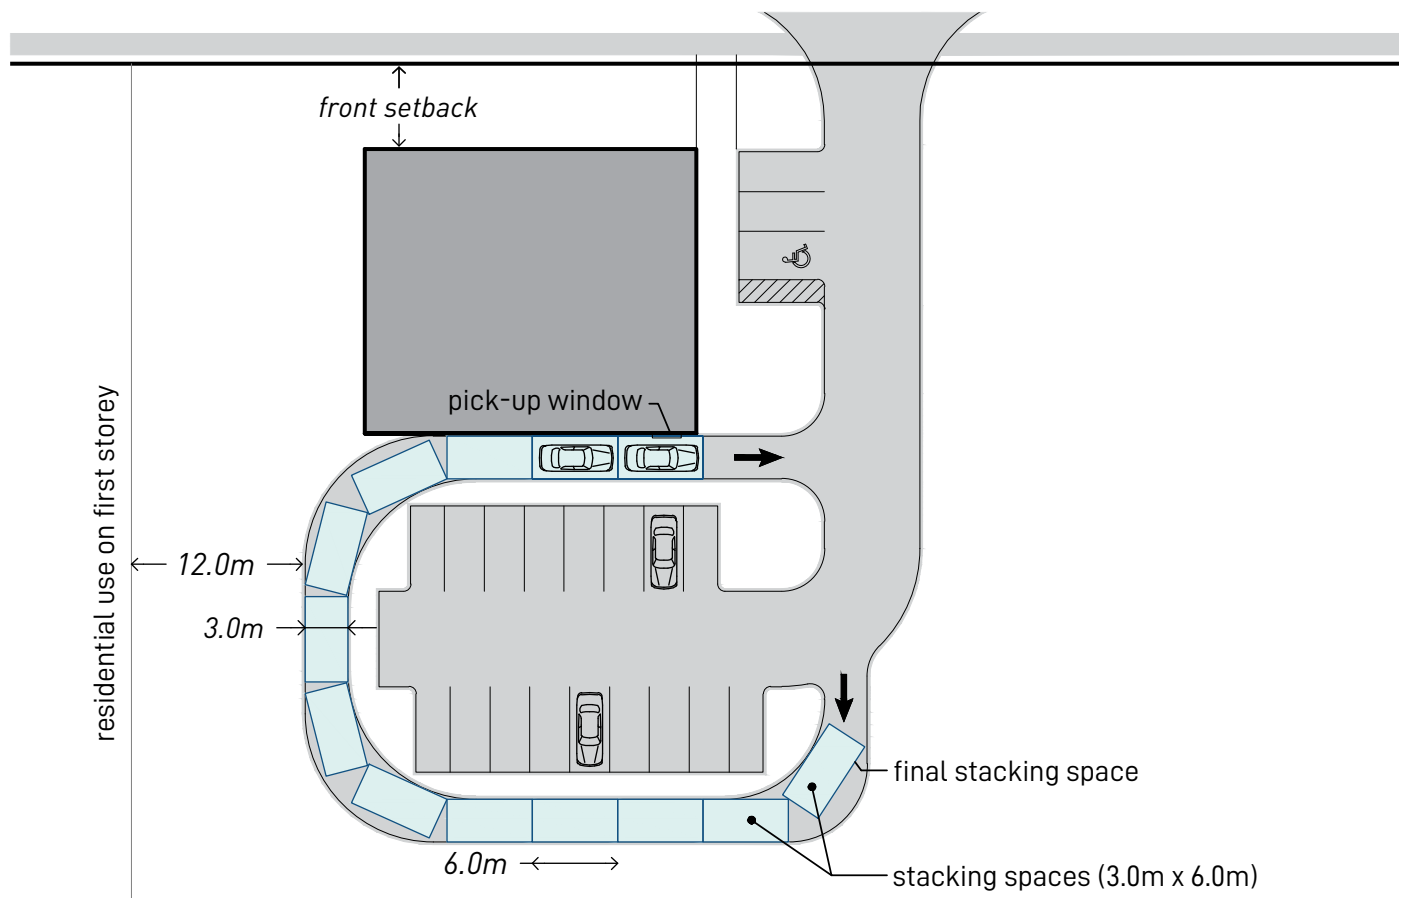 front setback
pick-up window
residential use on first storey
12.0m
3.0m
final stacking space
6.0m
stacking spaces (3.0m x 6.0m)